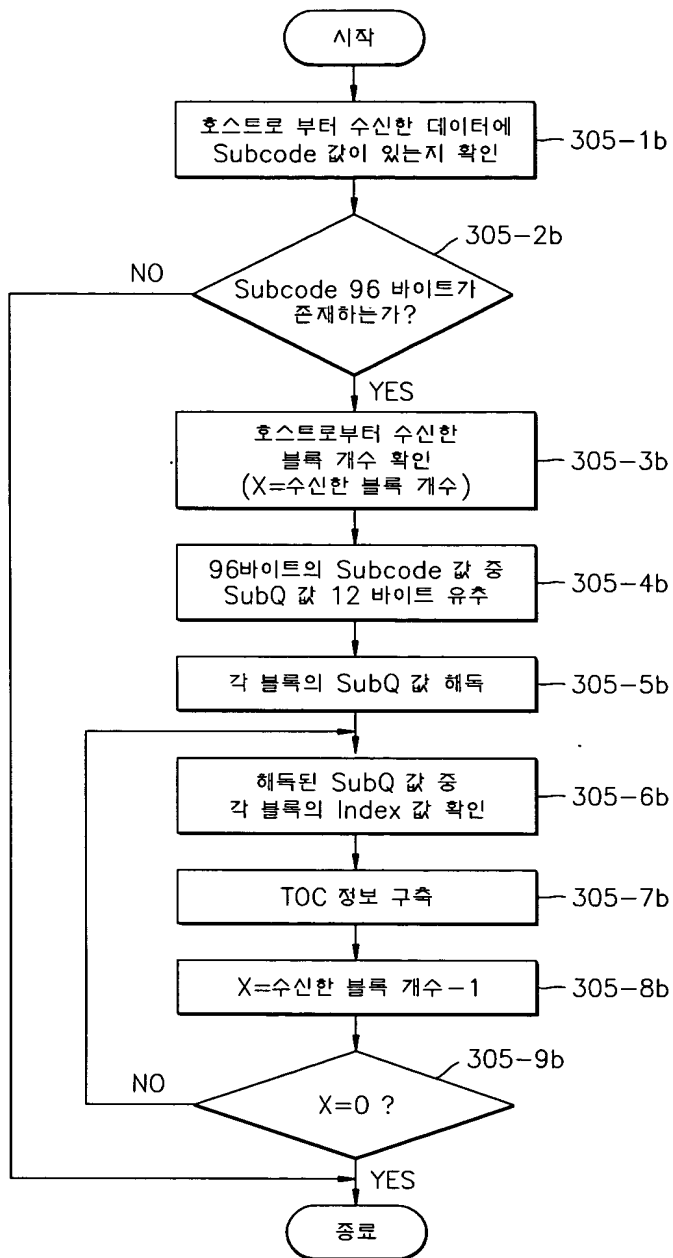 시작
호스트로 부터 수신한 데이터에
Subcode 값이 있는지 확인
305-1b
305-2b
NO
Subcode 96 바이트가
존재하는가?
YES
호스트로부터 수신한
블록 개수 확인
(X=수신한 블록 개수)
305-3b
96바이트의 Subcode 값 중
SubQ 값 12 바이트 유추
305-4b
각 블록의 SubQ 값 해독
305-5b
해독된 SubQ 값 중
각 블록의 Index 값 확인
305-6b
TOC 정보 구축
305-7b
X=수신한 블록 개수-1
305-8b
305-9b
NO
X=0 ?
YES
종료